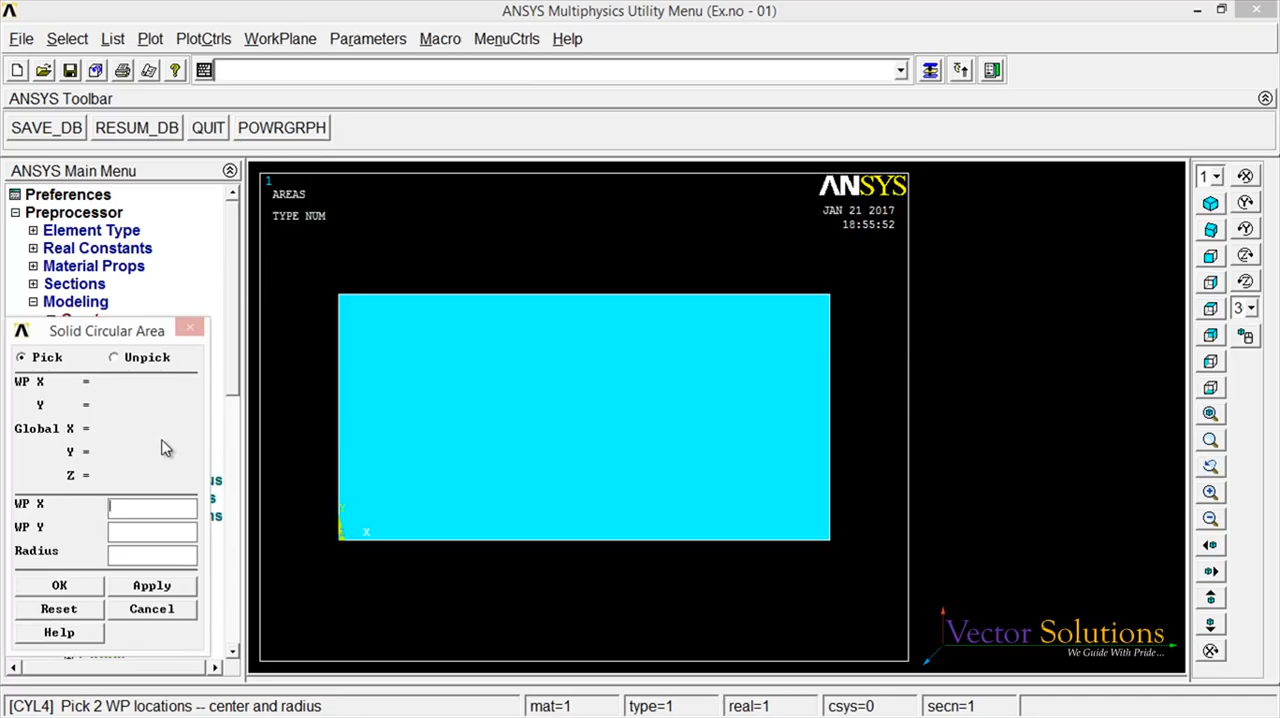 ANSYS Multiphysics Utility Menu (Ex.no - 01)
File Select List Plot PlotCtrls WorkPlane Parameters Macro MenuCtrls Help
ANSYS Toolbar
SAVE_DB RESUM_DB QUIT POWRGRPH
ANSYS Main Menu
Preferences
Preprocessor
Element Type
Real Constants
Material Props
Sections
Modeling
Solid Circular Area
Pick Unpick
WP X =
Y =
Global X =
Y =
Z =
WP X
WP Y
Radius
OK Apply
Reset Cancel
Help
1
AREAS
TYPE NUM
ANSYS
JAN 21 2017
18:55:52
X
Vector Solutions
We Guide With Pride...
1
3
[CYL4] Pick 2 WP locations -- center and radius
mat=1 type=1 real=1 csys=0 secn=1